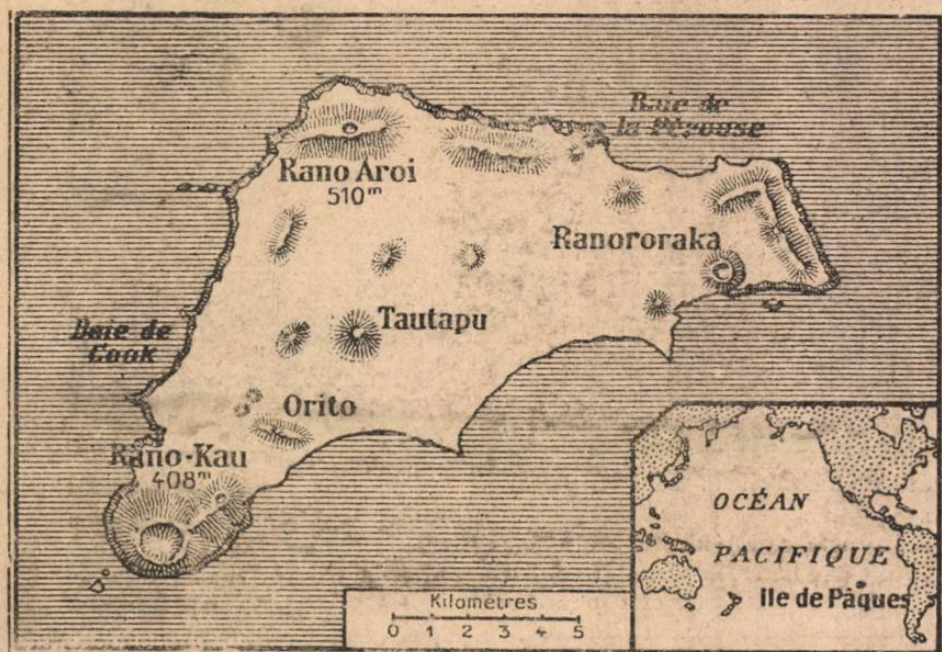 Baie de
la Pérouse
Rano Aroi
510m
Ranororaka
Baie de
Cook
Tautapu
Orito
Rano-Kau
408m
OCÉAN
PACIFIQUE
Ile de Pâques
Kilométres
0 1 2 3 4 5